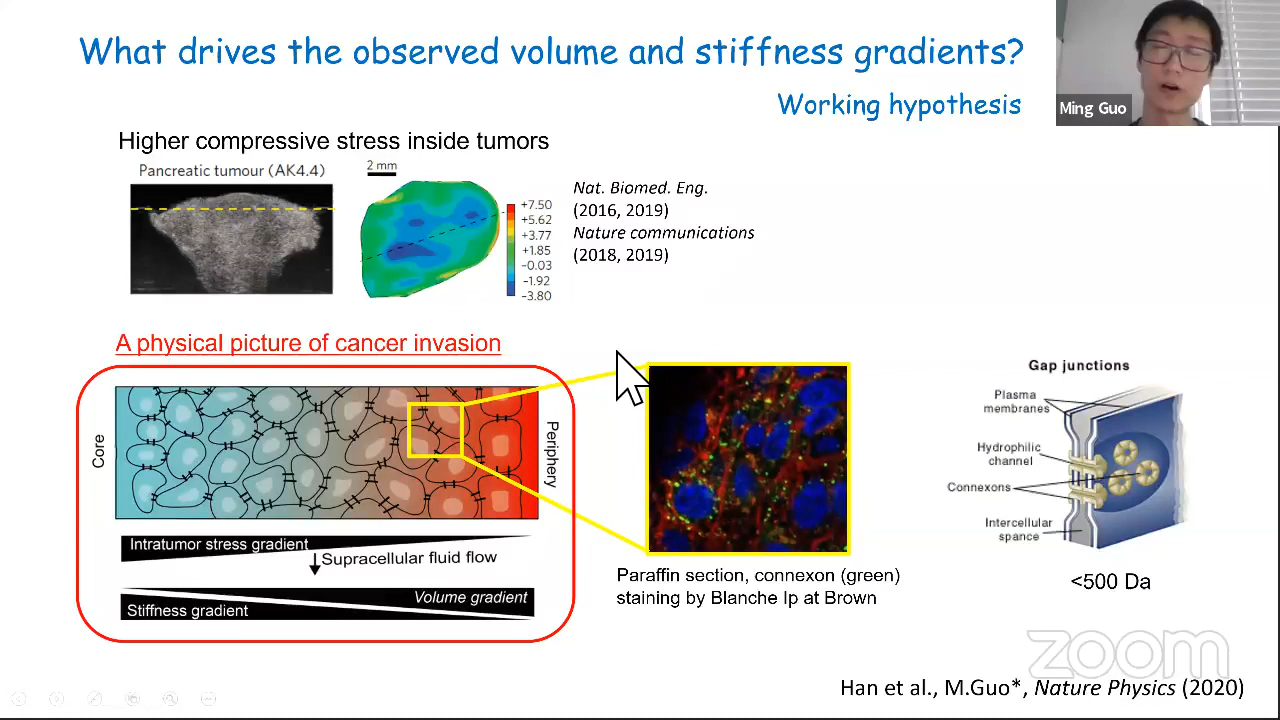 What drives the observed volume and stiffness gradients?
Working hypothesis
Ming Guo
Higher compressive stress inside tumors
Pancreatic tumour (AK4.4)
2 mm
+7.50
+5.62
+3.77
+1.85
−0.03
−1.92
−3.80
Nat. Biomed. Eng.
(2016, 2019)
Nature communications
(2018, 2019)
A physical picture of cancer invasion
Core
Periphery
Intratumor stress gradient
Supracellular fluid flow
Volume gradient
Stiffness gradient
Paraffin section, connexon (green)
staining by Blanche Ip at Brown
Gap junctions
Plasma
membranes
Hydrophilic
channel
Connexons
Intercellular
spance
<500 Da
zoom
Han et al., M.Guo*, Nature Physics (2020)